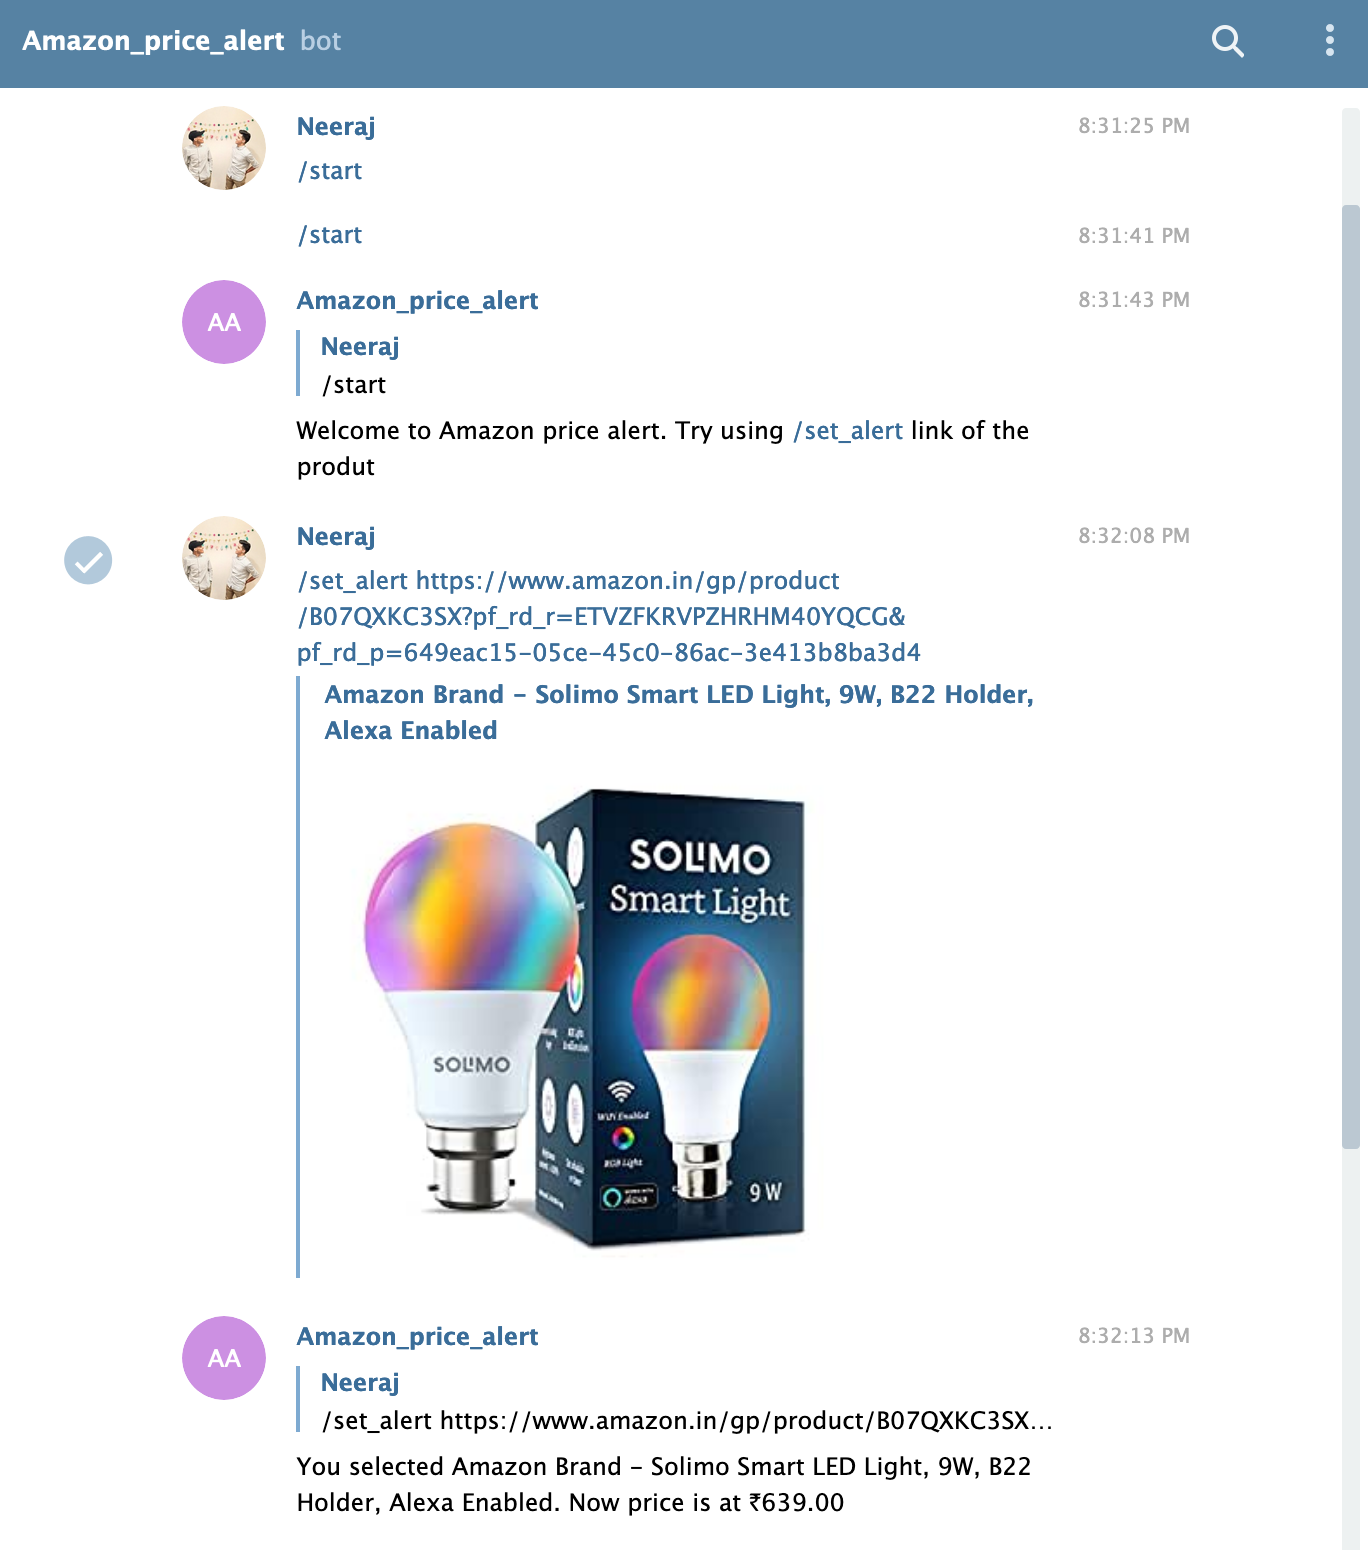 Amazon_price_alert bot
Neeraj 8:31:25 PM
/start
/start 8:31:41 PM
AA
Amazon_price_alert 8:31:43 PM
Neeraj
/start
Welcome to Amazon price alert. Try using /set_alert link of the
produt
Neeraj 8:32:08 PM
/set_alert https://www.amazon.in/gp/product
/B07QXKC3SX?pf_rd_r=ETVZFKRVPZHRHM40YQCG&
pf_rd_p=649eac15-05ce-45c0-86ac-3e413b8ba3d4
Amazon Brand – Solimo Smart LED Light, 9W, B22 Holder,
Alexa Enabled
SOLIMO
Smart Light
SOLIMO
WiFi Enabled
RGB Light
alexa
9 W
AA
Amazon_price_alert 8:32:13 PM
Neeraj
/set_alert https://www.amazon.in/gp/product/B07QXKC3SX...
You selected Amazon Brand – Solimo Smart LED Light, 9W, B22
Holder, Alexa Enabled. Now price is at ₹639.00